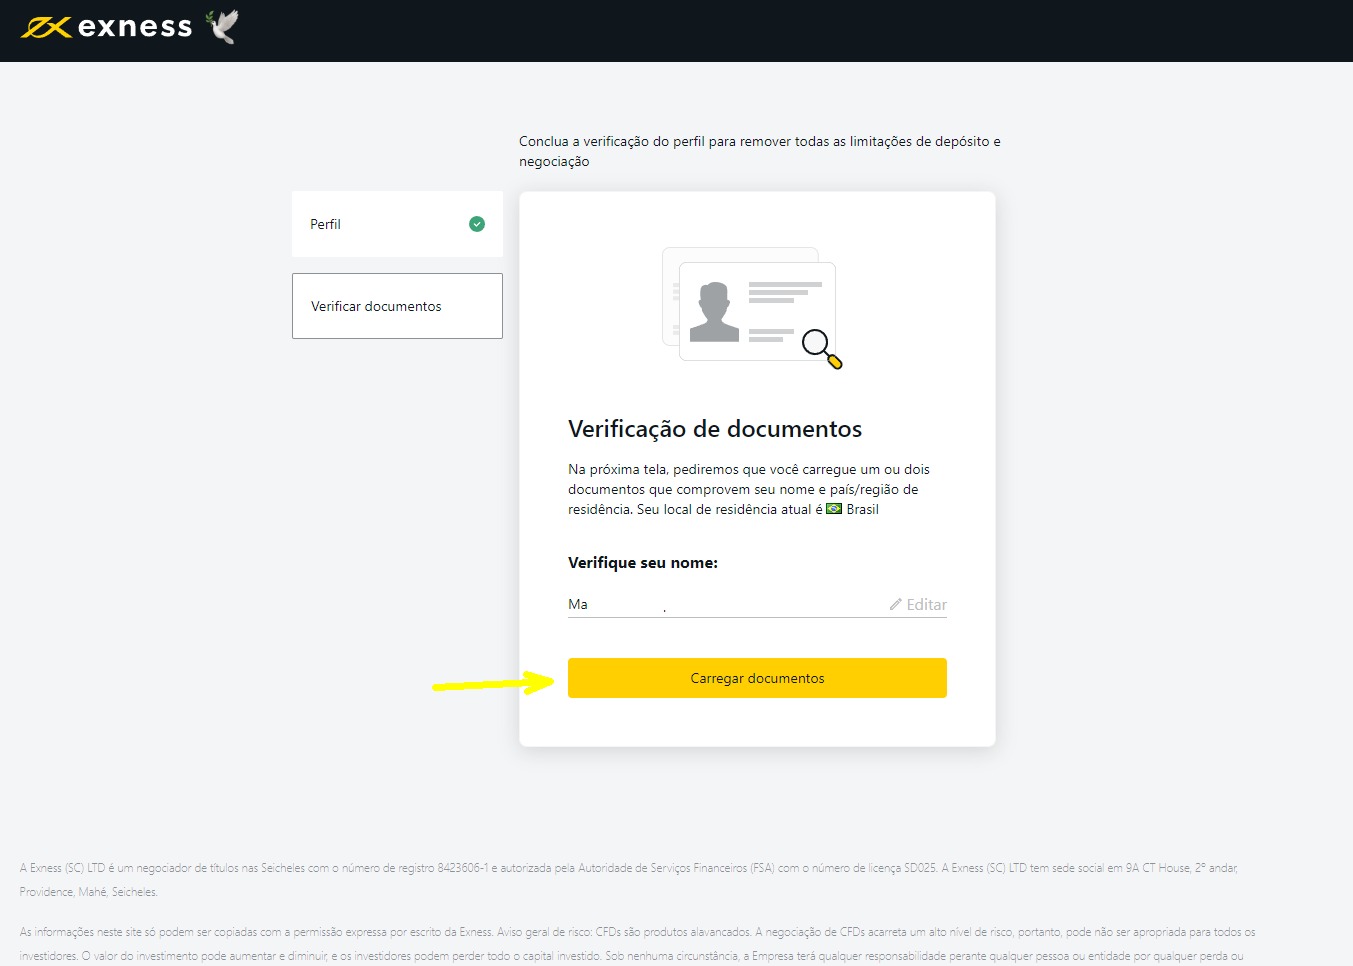 exness
Conclua a verificação do perfil para remover todas as limitações de depósito e
negociação
Perfil
Verificar documentos
Verificação de documentos
Na próxima tela, pediremos que você carregue um ou dois
documentos que comprovem seu nome e país/região de
residência. Seu local de residência atual é Brasil
Verifique seu nome:
Ma .
Editar
Carregar documentos
A Exness (SC) LTD é um negociador de títulos nas Seicheles com o número de registro 8423606-1 e autorizada pela Autoridade de Serviços Financeiros (FSA) com o número de licença SD025. A Exness (SC) LTD tem sede social em 9A CT House, 2º andar,
Providence, Mahé, Seicheles.
As informações neste site só podem ser copiadas com a permissão expressa por escrito da Exness. Aviso geral de risco: CFDs são produtos alavancados. A negociação de CFDs acarreta um alto nível de risco, portanto, pode não ser apropriada para todos os
investidores. O valor do investimento pode aumentar e diminuir, e os investidores podem perder todo o capital investido. Sob nenhuma circunstância, a Empresa terá qualquer responsabilidade perante qualquer pessoa ou entidade por qualquer perda ou